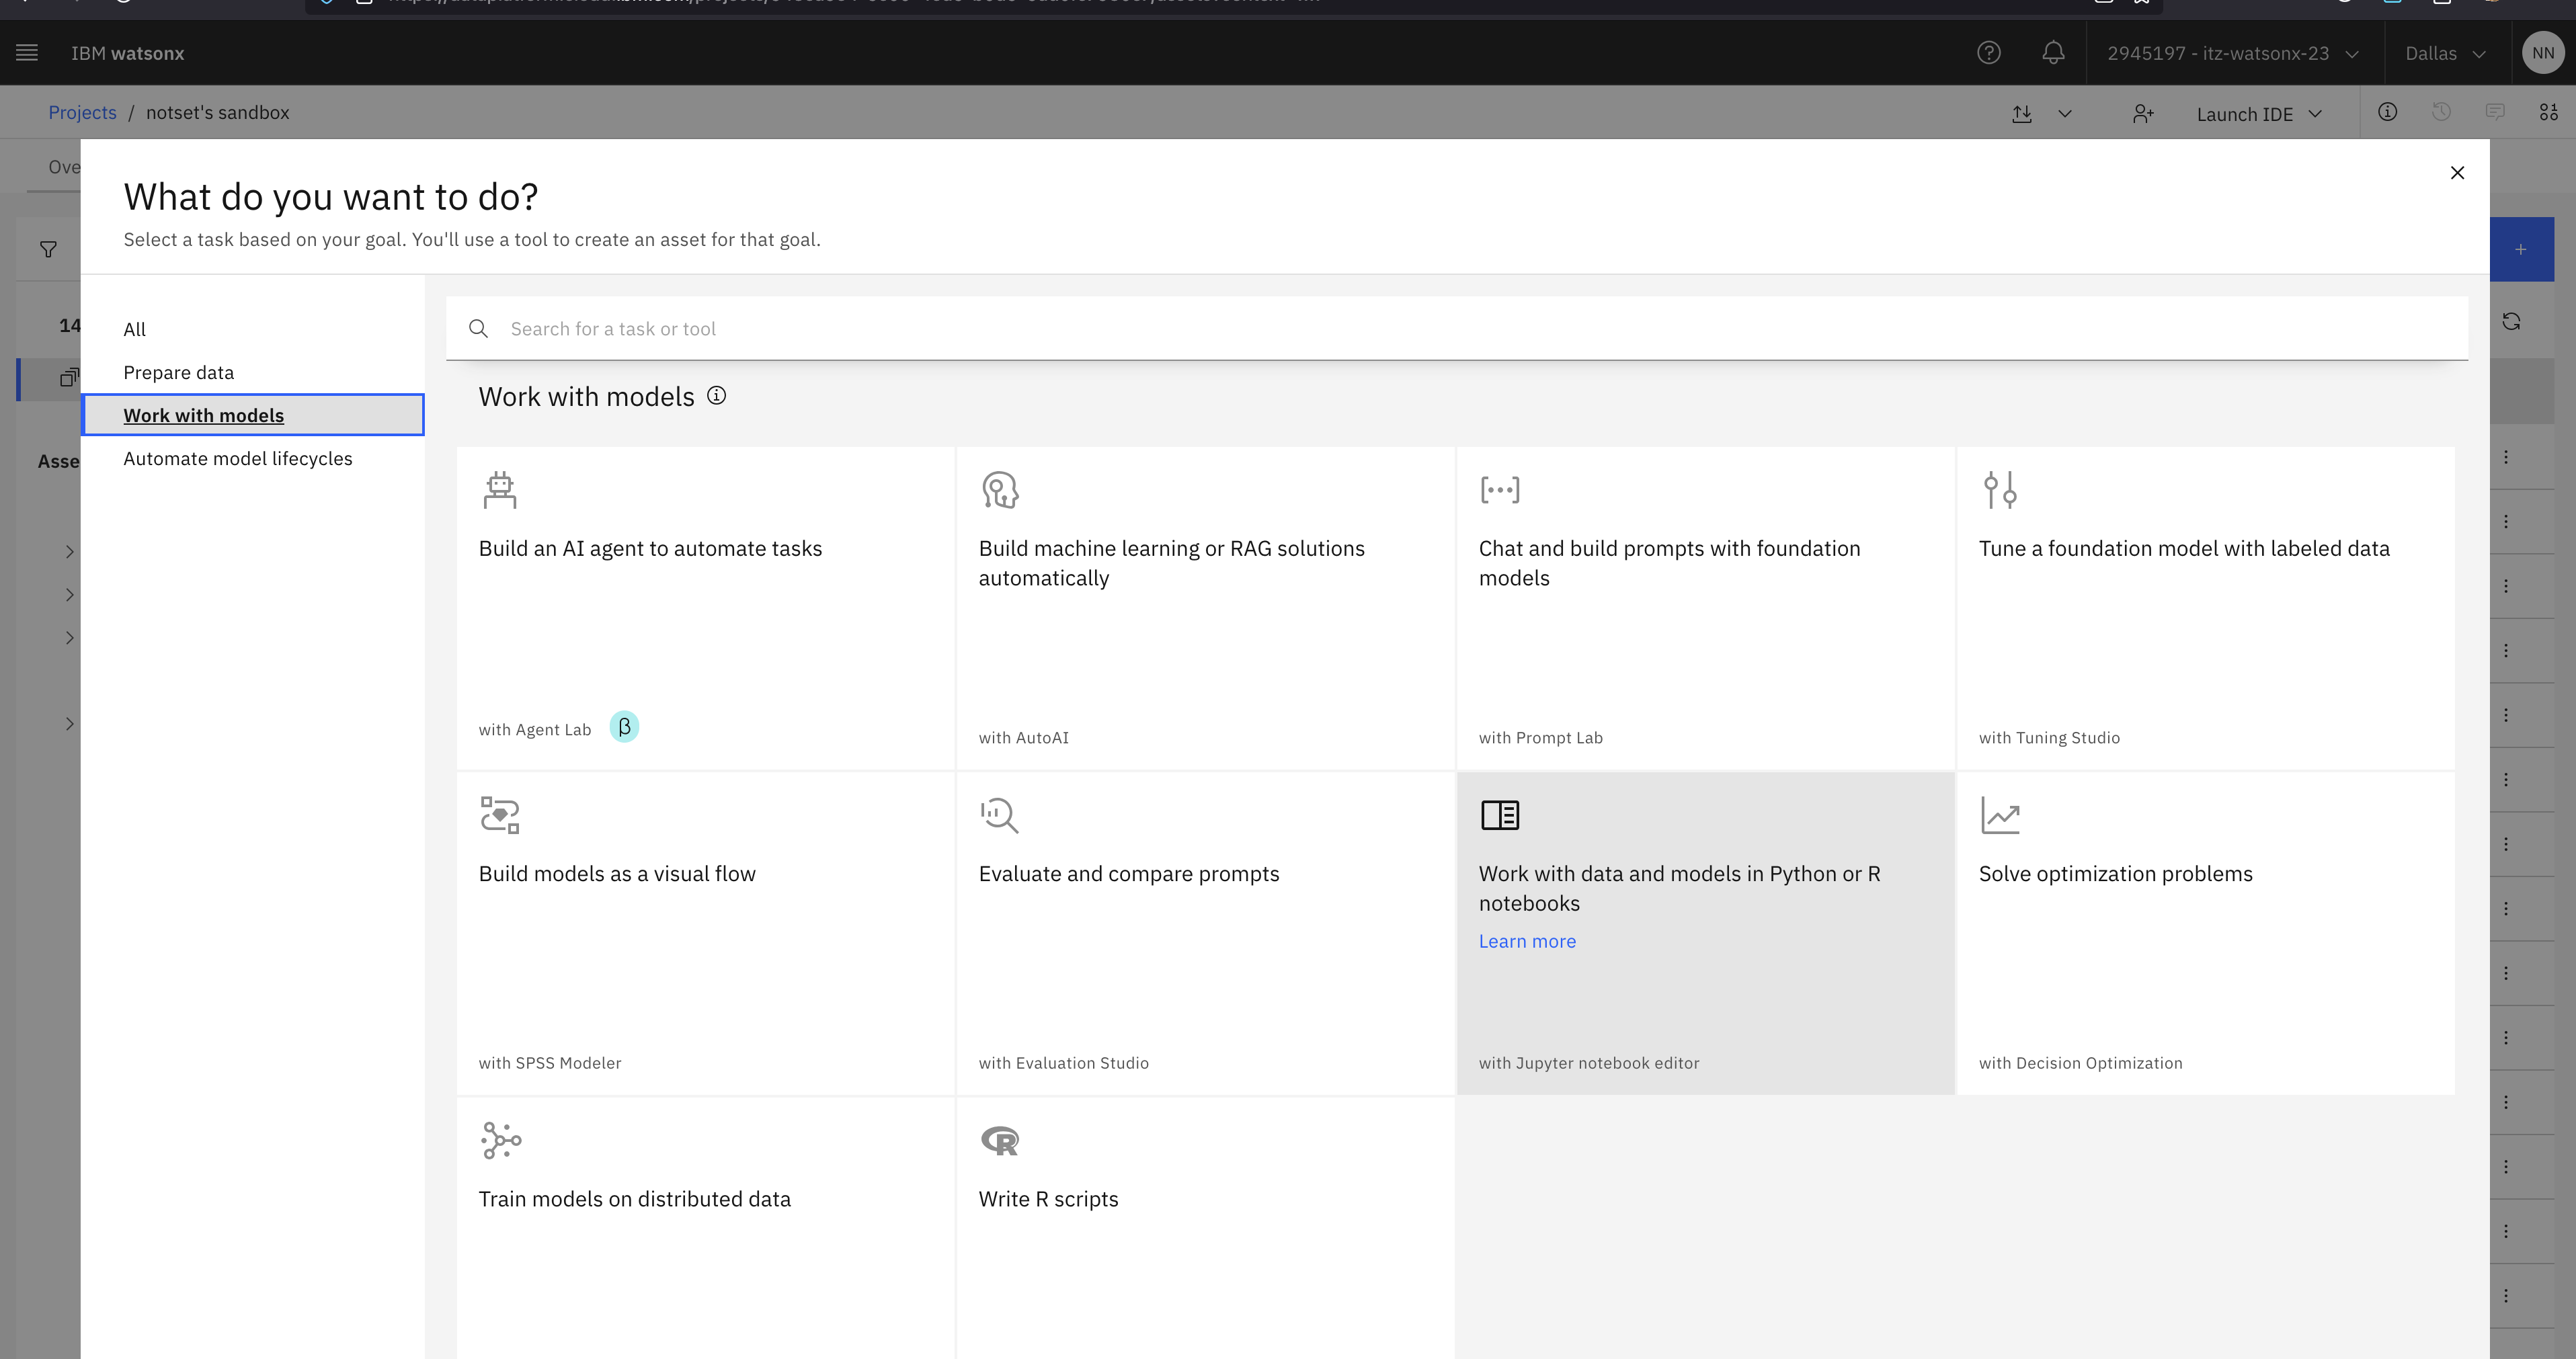 IBM watsonx
2945197 - itz-watsonx-23
Dallas
NN
Projects / notset's sandbox
Launch IDE
Ove
What do you want to do?
Select a task based on your goal. You'll use a tool to create an asset for that goal.
14
Asse
All
Prepare data
Work with models
Automate model lifecycles
Search for a task or tool
Work with models
Build an AI agent to automate tasks
with Agent Lab β
Build machine learning or RAG solutions
automatically
with AutoAI
Chat and build prompts with foundation
models
with Prompt Lab
Tune a foundation model with labeled data
with Tuning Studio
Build models as a visual flow
with SPSS Modeler
Evaluate and compare prompts
with Evaluation Studio
Work with data and models in Python or R
notebooks
Learn more
with Jupyter notebook editor
Solve optimization problems
with Decision Optimization
Train models on distributed data
Write R scripts